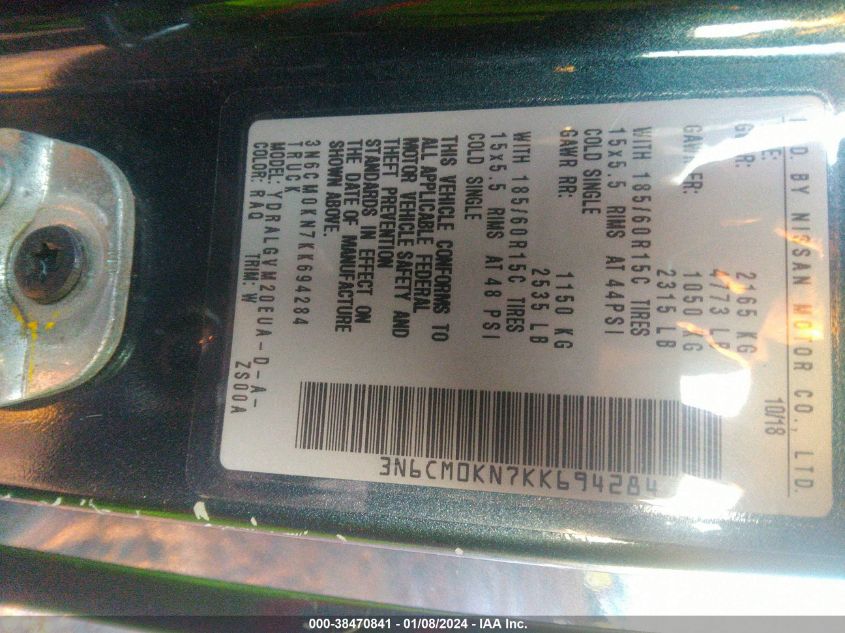 FD. BY NISSAN MOTOR CO., LTD.
10/18
2165 KG
4773 LB
GAWR FR: 1050 KG
2315 LB
WITH 185/60R15C TIRES
15x5.5 RIMS AT 44PSI
COLD SINGLE
GAWR RR: 1150 KG
2535 LB
WITH 185/60R15C TIRES
15x5.5 RIMS AT 48 PSI
COLD SINGLE
THIS VEHICLE CONFORMS TO
ALL APPLICABLE FEDERAL
MOTOR VEHICLE SAFETY AND
THEFT PREVENTION
STANDARDS IN EFFECT ON
THE DATE OF MANUFACTURE
SHOWN ABOVE.
3N6CM0KN7KK694284
TRUCK
MODEL: YDRALGVM20EUA-D-A-
COLOR: RAQ TRIM: W ZS00A
3N6CM0KN7KK694284
000-38470841 - 01/08/2024 - IAA Inc.